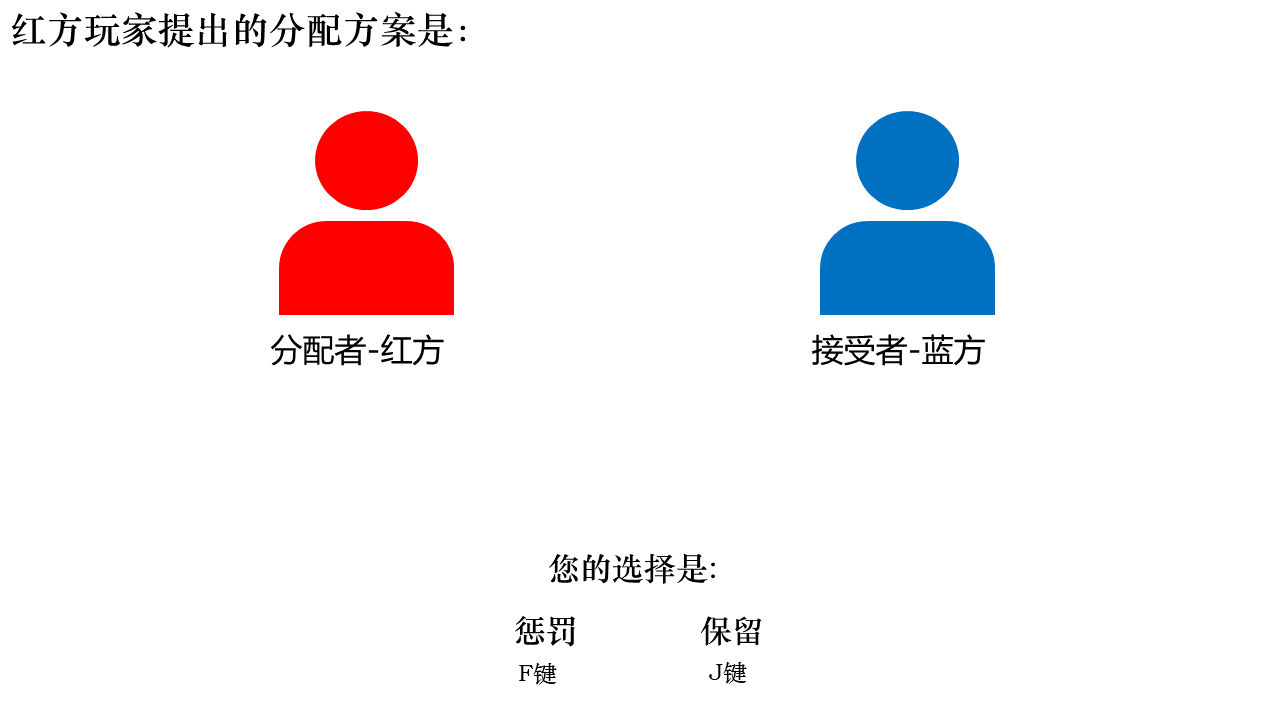 红方玩家提出的分配方案是：
分配者-红方
接受者-蓝方
您的选择是：
惩罚 保留
F键 J键